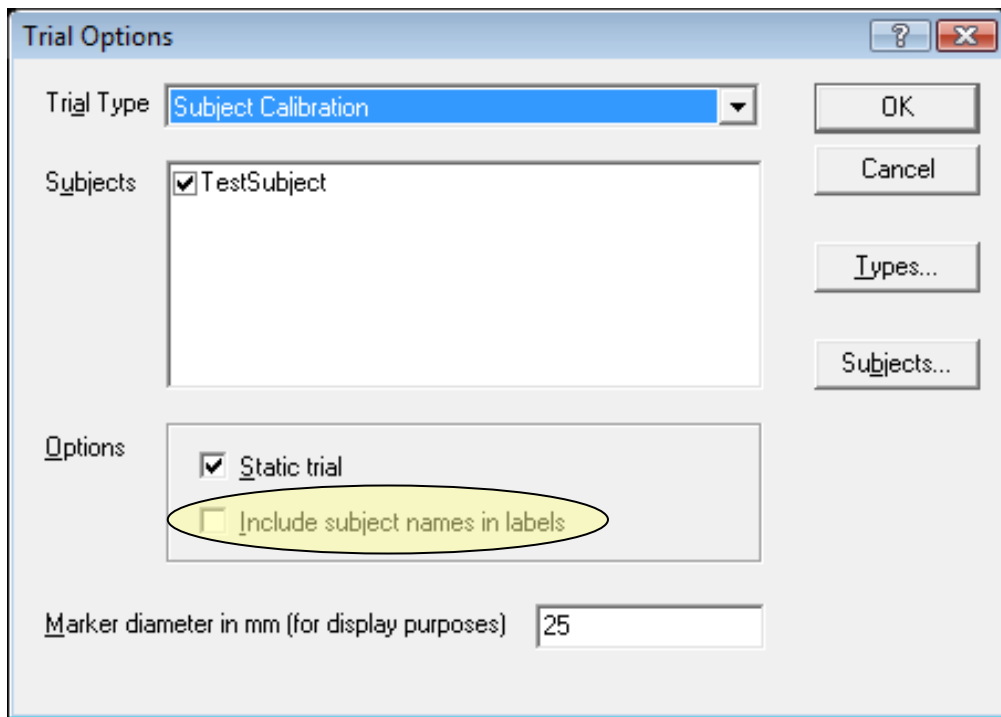 Trial Options
Trial Type
Subject Calibration
OK
Cancel
Subjects
TestSubject
Types...
Subjects...
Options
Static trial
Include subject names in labels
Marker diameter in mm (for display purposes)
25